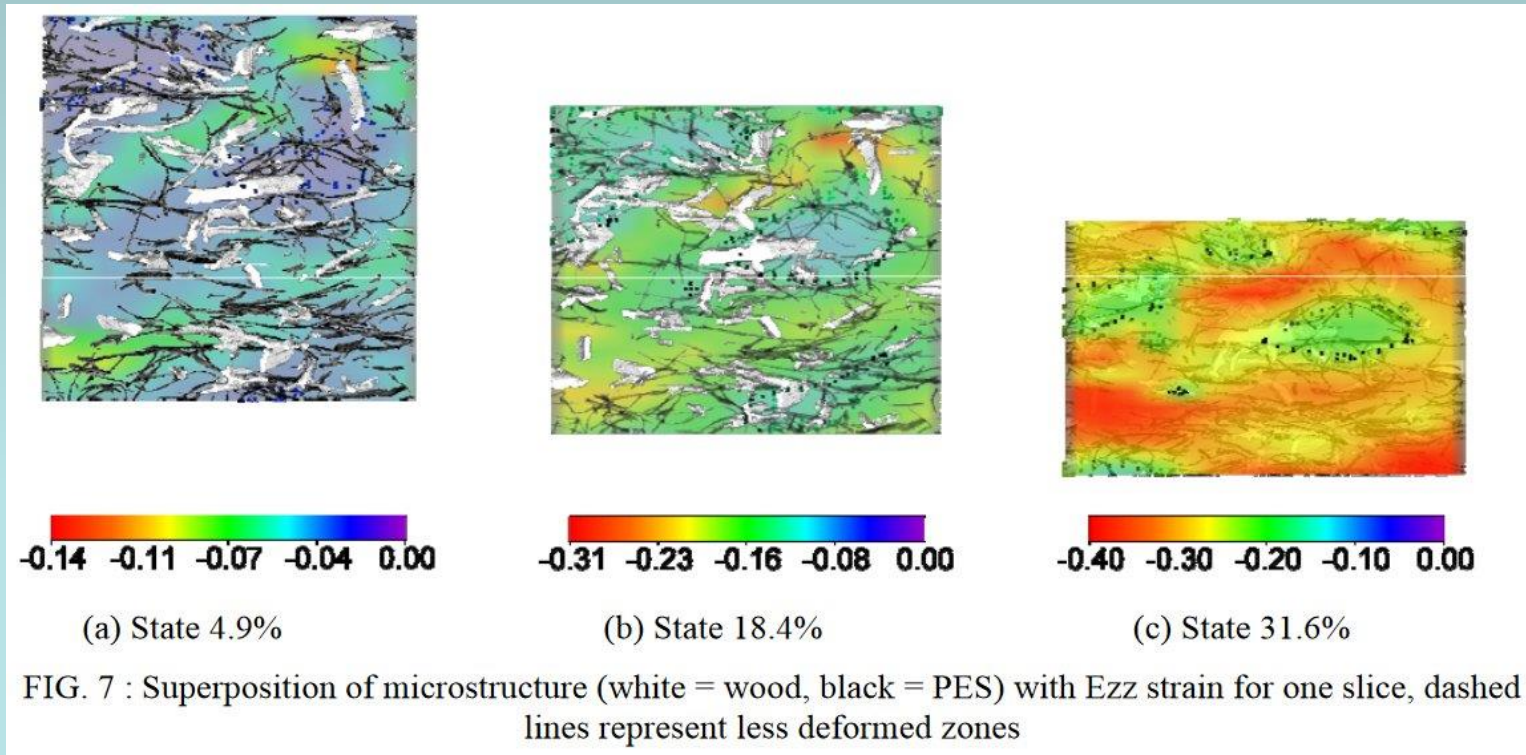 -0.14 -0.11 -0.07 -0.04 0.00
-0.31 -0.23 -0.16 -0.08 0.00
-0.40 -0.30 -0.20 -0.10 0.00
(a) State 4.9%
(b) State 18.4%
(c) State 31.6%
FIG. 7 : Superposition of microstructure (white = wood, black = PES) with Ezz strain for one slice, dashed
lines represent less deformed zones